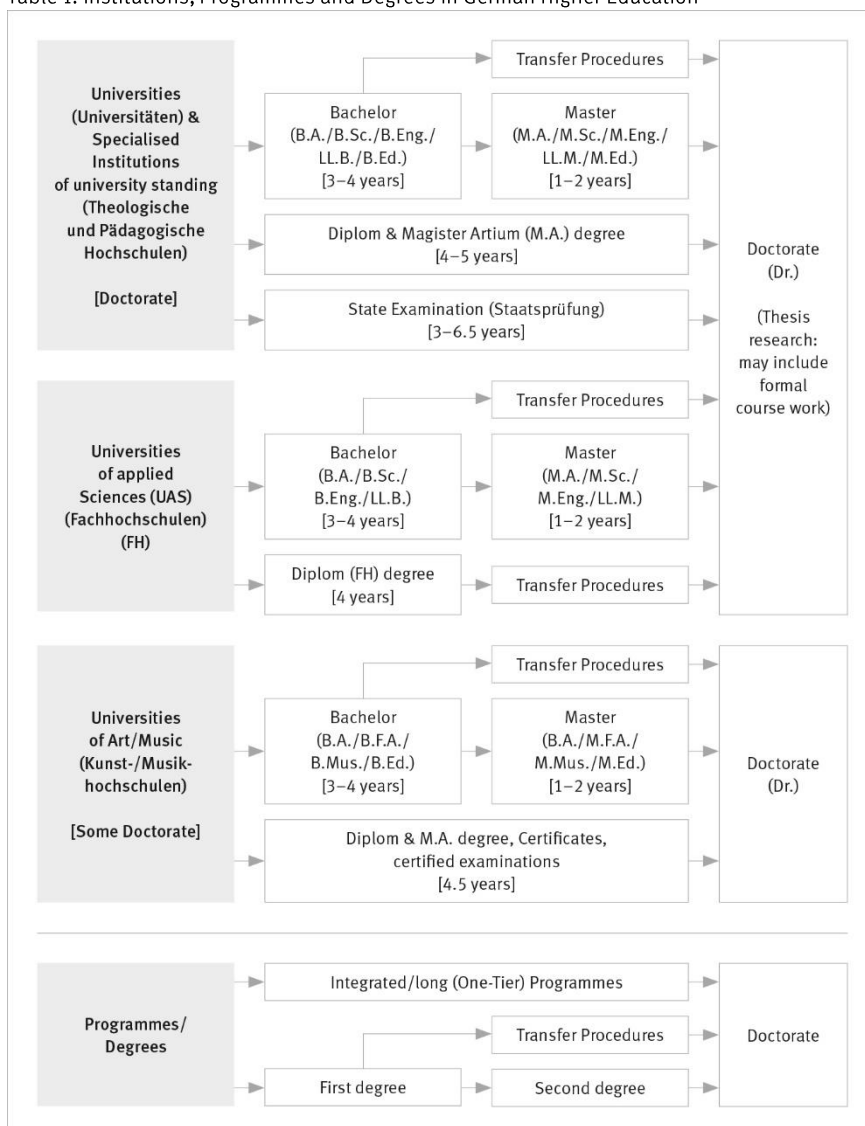 Table 1: Institutions, Programmes and Degrees in German Higher Education
Universities
(Universitäten) &
Specialised
Institutions
of university standing
(Theologische
und Pädagogische
Hochschulen)
[Doctorate]
Transfer Procedures
Bachelor
(B.A./B.Sc./B.Eng./
LL.B./B.Ed.)
[3–4 years]
Master
(M.A./M.Sc./M.Eng./
LL.M./M.Ed.)
[1–2 years]
Diplom & Magister Artium (M.A.) degree
[4–5 years]
State Examination (Staatsprüfung)
[3–6.5 years]
Doctorate
(Dr.)
(Thesis
research:
may include
formal
course work)
Universities
of applied
Sciences (UAS)
(Fachhochschulen)
(FH)
Transfer Procedures
Bachelor
(B.A./B.Sc./
B.Eng./LL.B.)
[3–4 years]
Master
(M.A./M.Sc./
M.Eng./LL.M.)
[1–2 years]
Diplom (FH) degree
[4 years]
Transfer Procedures
Universities
of Art/Music
(Kunst-/Musik-
hochschulen)
[Some Doctorate]
Transfer Procedures
Bachelor
(B.A./B.F.A./
B.Mus./B.Ed.)
[3–4 years]
Master
(B.A./M.F.A./
M.Mus./M.Ed.)
[1–2 years]
Diplom & M.A. degree, Certificates,
certified examinations
[4.5 years]
Doctorate
(Dr.)
Programmes/
Degrees
Integrated/long (One-Tier) Programmes
Transfer Procedures
First degree
Second degree
Doctorate